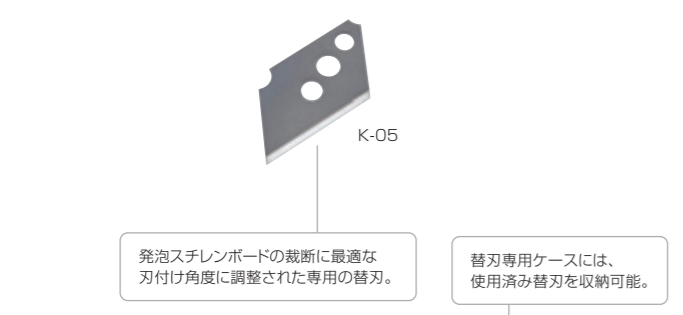 K-05
発泡スチレンボードの裁断に最適な
刃付け角度に調整された専用の替刃。
替刃専用ケースには、
使用済み替刃を収納可能。